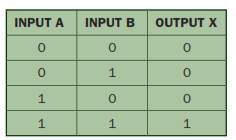 INPUT A INPUT B OUTPUT X
0 0 0
0 1 0
1 0 0
1 1 1